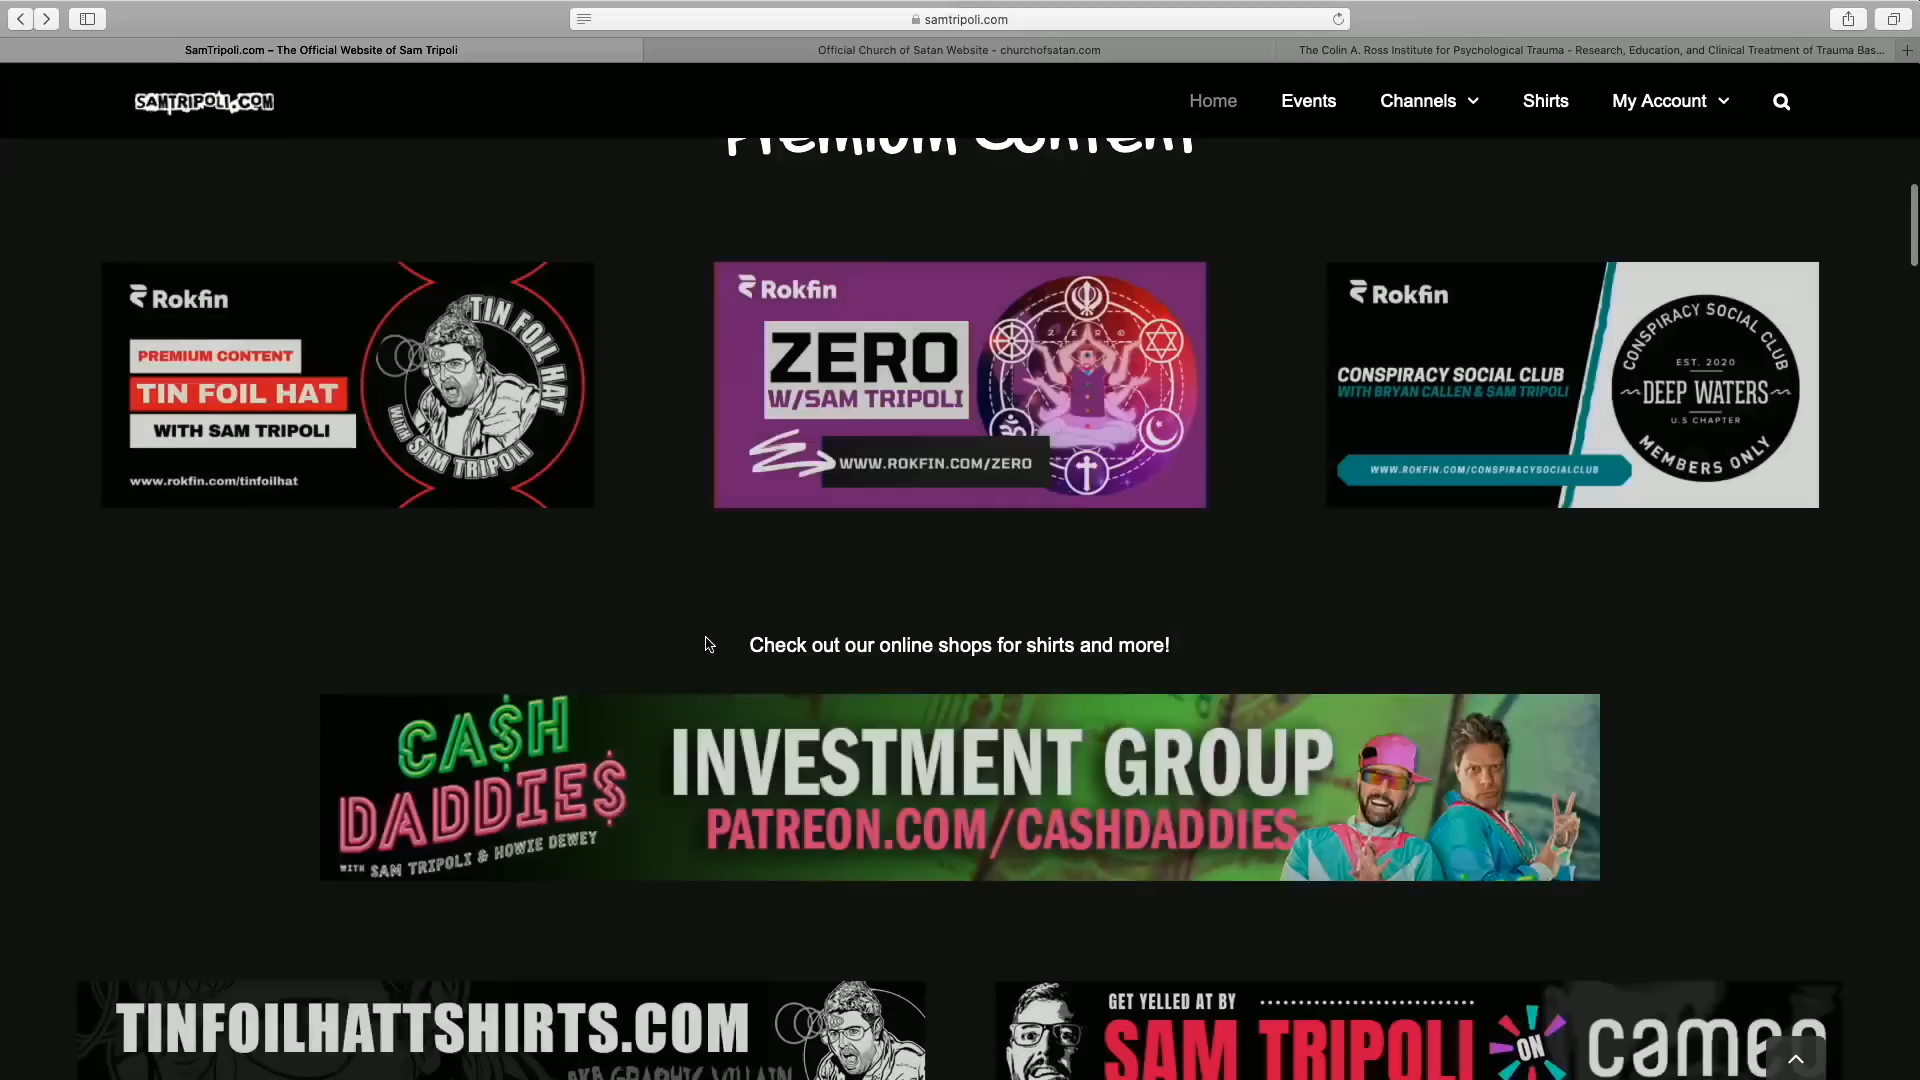 samtripoli.com
SamTripoli.com – The Official Website of Sam Tripoli
Official Church of Satan Website - churchofsatan.com
The Colin A. Ross Institute for Psychological Trauma - Research, Education, and Clinical Treatment of Trauma Bas...
SAMTRIPOLI.COM
Home
Events
Channels
Shirts
My Account
Premium Content
Rokfin
PREMIUM CONTENT
TIN FOIL HAT
WITH SAM TRIPOLI
www.rokfin.com/tinfoilhat
TIN FOIL HAT
WITH SAM TRIPOLI
Rokfin
ZERO
W/SAM TRIPOLI
WWW.ROKFIN.COM/ZERO
ZERO
Rokfin
CONSPIRACY SOCIAL CLUB
WITH BRYAN CALLEN & SAM TRIPOLI
WWW.ROKFIN.COM/CONSPIRACYSOCIALCLUB
CONSPIRACY SOCIAL CLUB
EST. 2020
DEEP WATERS
U.S CHAPTER
MEMBERS ONLY
Check out our online shops for shirts and more!
CA$H
DADDIE$
WITH SAM TRIPOLI & HOWIE DEWEY
INVESTMENT GROUP
PATREON.COM/CASHDADDIES
TINFOILHATTSHIRTS.COM
AKA GRAPHIC VILLAIN
GET YELLED AT BY
SAM TRIPOLI
ON
cameo